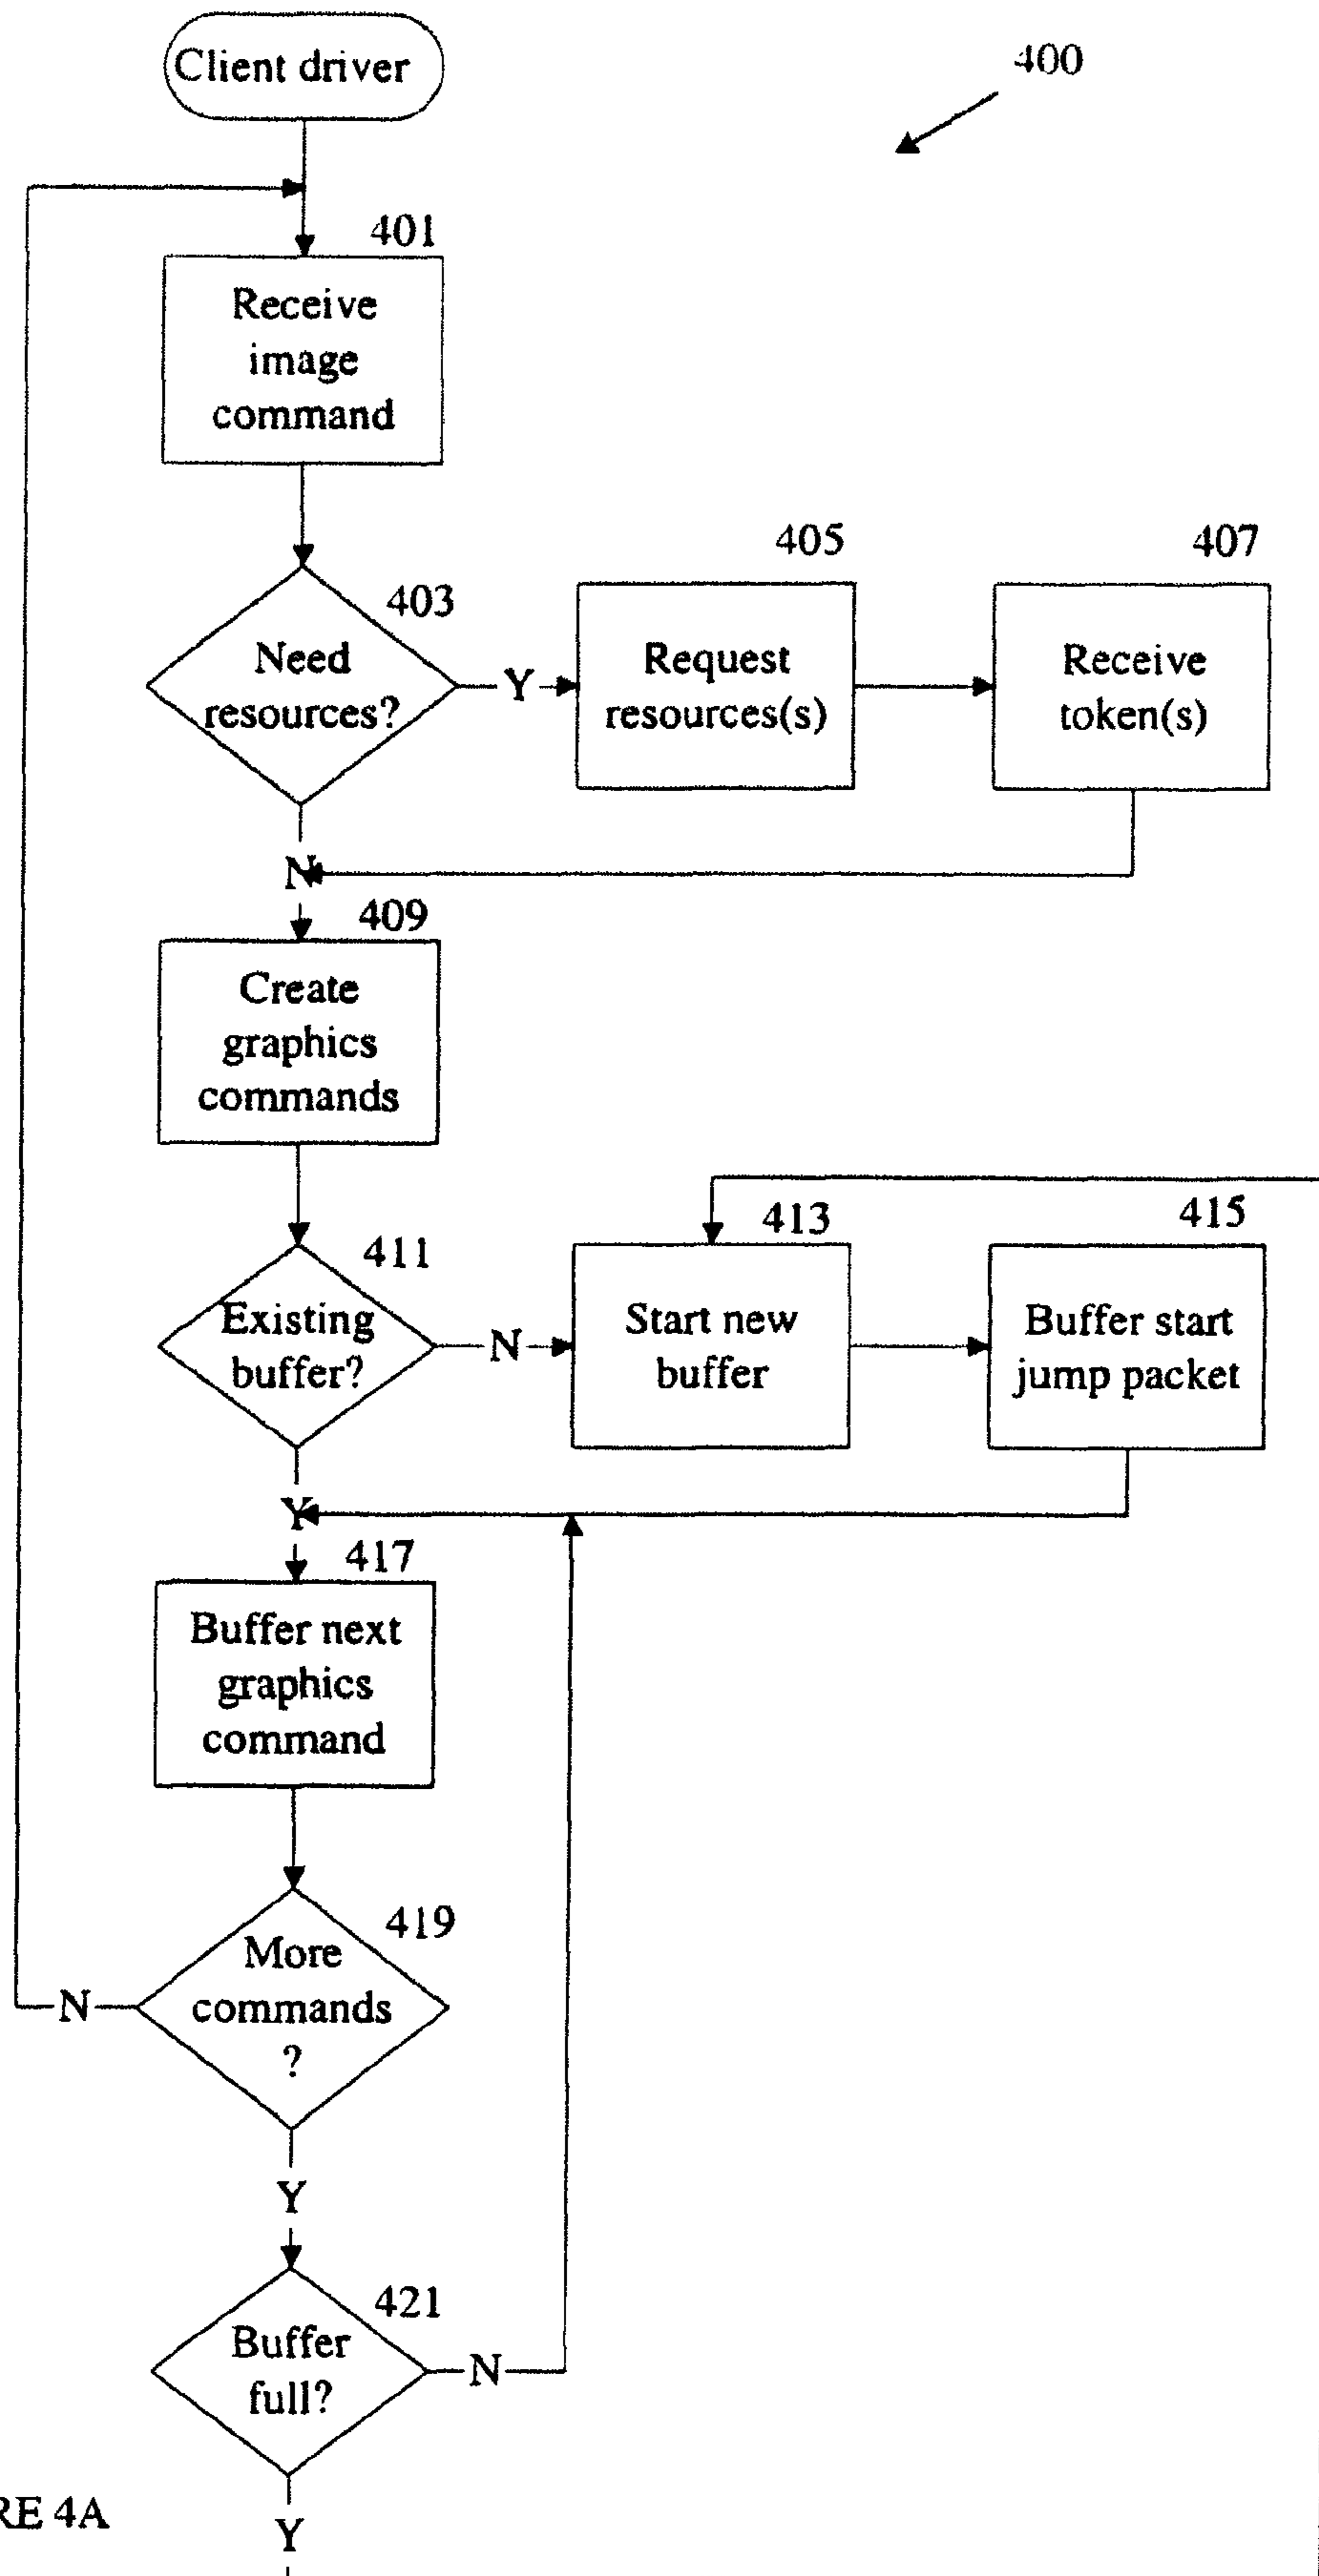 Client driver
400
401
Receive
image
command
403
Need
resources?
Y
405
Request
resources(s)
407
Receive
token(s)
N
409
Create
graphics
commands
411
Existing
buffer?
N
413
Start new
buffer
415
Buffer start
jump packet
Y
417
Buffer next
graphics
command
419
More
commands
?
N
Y
421
Buffer
full?
N
Y
RE 4A